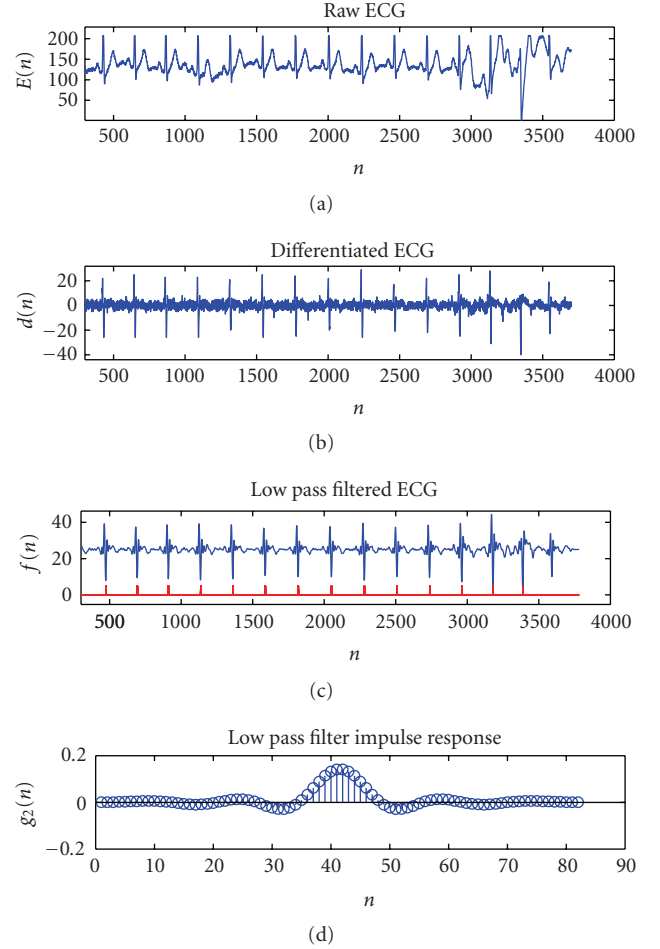 Raw ECG
E(n)
200
150
100
50
500 1000 1500 2000 2500 3000 3500 4000
n
(a)
Differentiated ECG
d(n)
20
0
−20
−40
500 1000 1500 2000 2500 3000 3500 4000
n
(b)
Low pass filtered ECG
f(n)
40
20
0
500 1000 1500 2000 2500 3000 3500 4000
n
(c)
Low pass filter impulse response
g2(n)
0.2
0
−0.2
0 10 20 30 40 50 60 70 80 90
n
(d)